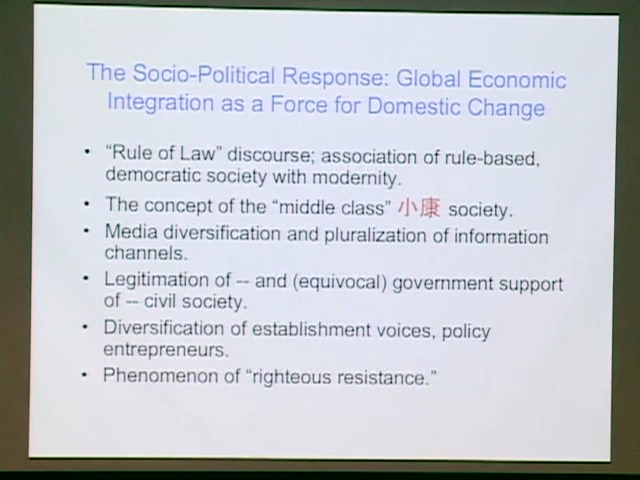 The Socio-Political Response: Global Economic
Integration as a Force for Domestic Change
• "Rule of Law" discourse; association of rule-based,
democratic society with modernity.
• The concept of the "middle class" 小康 society.
• Media diversification and pluralization of information
channels.
• Legitimation of -- and (equivocal) government support
of -- civil society.
• Diversification of establishment voices, policy
entrepreneurs.
• Phenomenon of "righteous resistance."